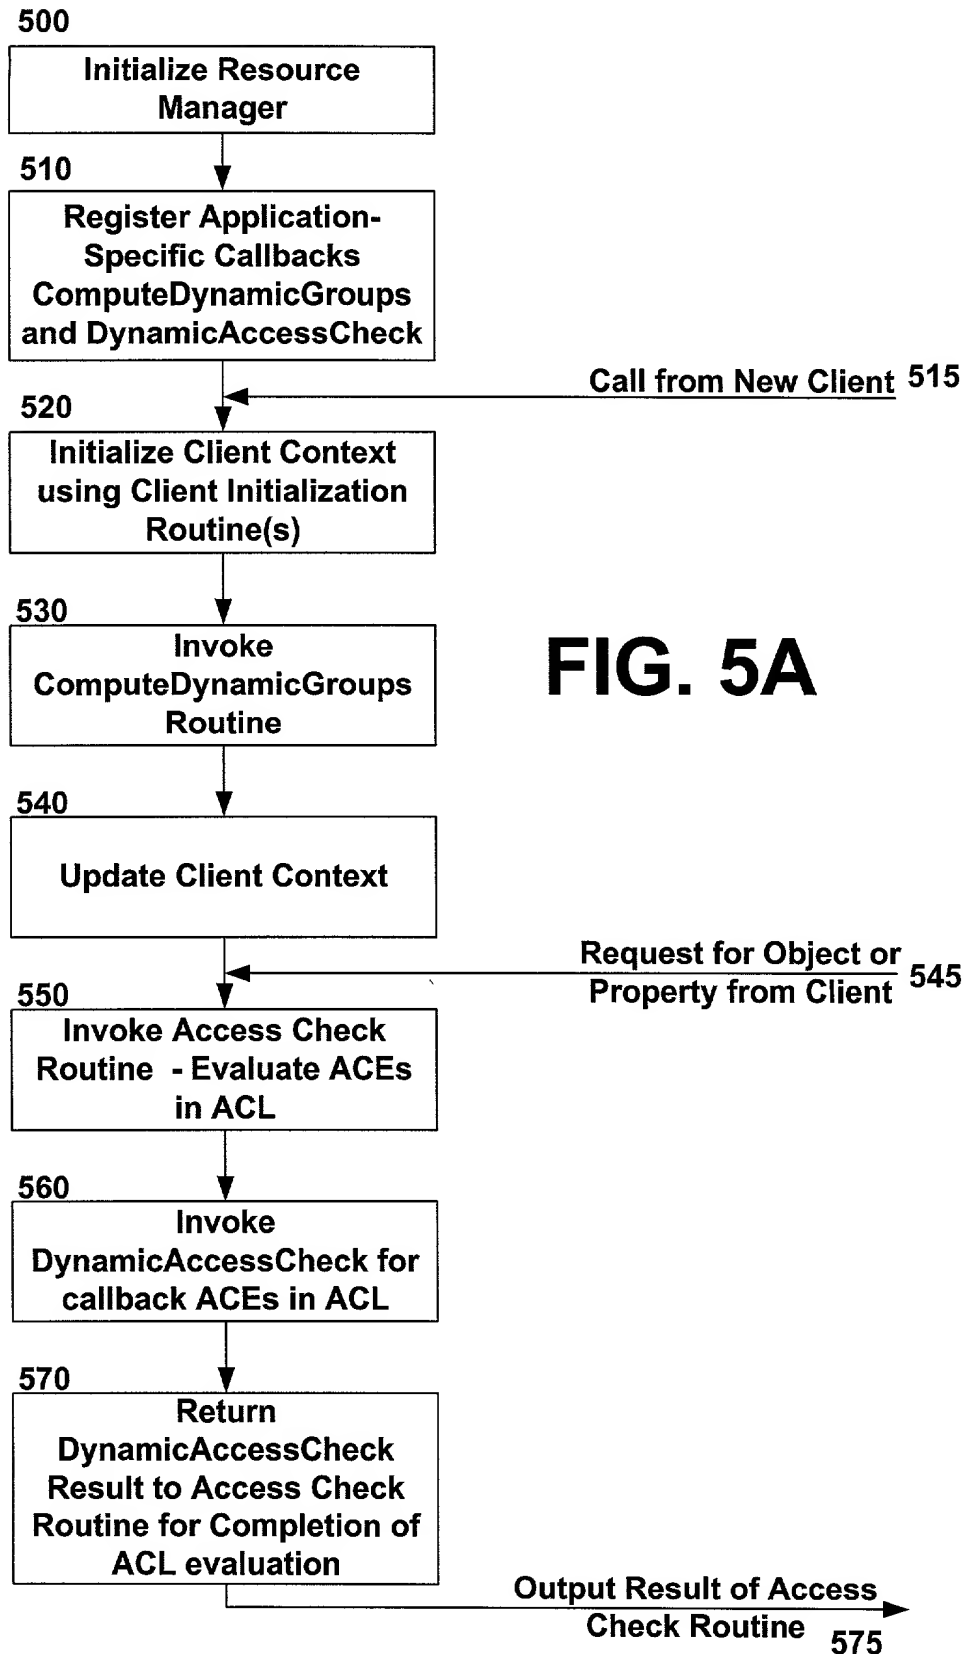 500
Initialize Resource
Manager
510
Register Application-
Specific Callbacks
ComputeDynamicGroups
and DynamicAccessCheck
Call from New Client 515
520
Initialize Client Context
using Client Initialization
Routine(s)
530
Invoke
ComputeDynamicGroups
Routine
FIG. 5A
540
Update Client Context
Request for Object or
Property from Client 545
550
Invoke Access Check
Routine - Evaluate ACEs
in ACL
560
Invoke
DynamicAccessCheck for
callback ACEs in ACL
570
Return
DynamicAccessCheck
Result to Access Check
Routine for Completion of
ACL evaluation
Output Result of Access
Check Routine 575